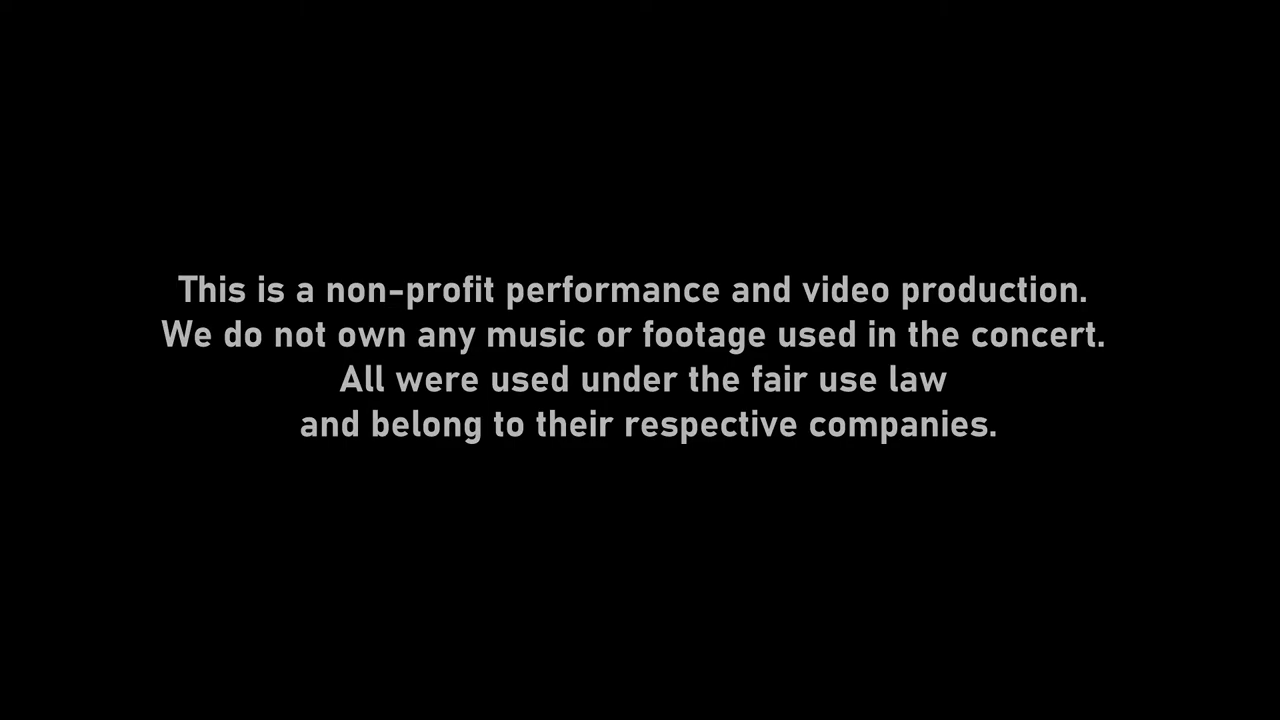 This is a non-profit performance and video production.
We do not own any music or footage used in the concert.
All were used under the fair use law
and belong to their respective companies.